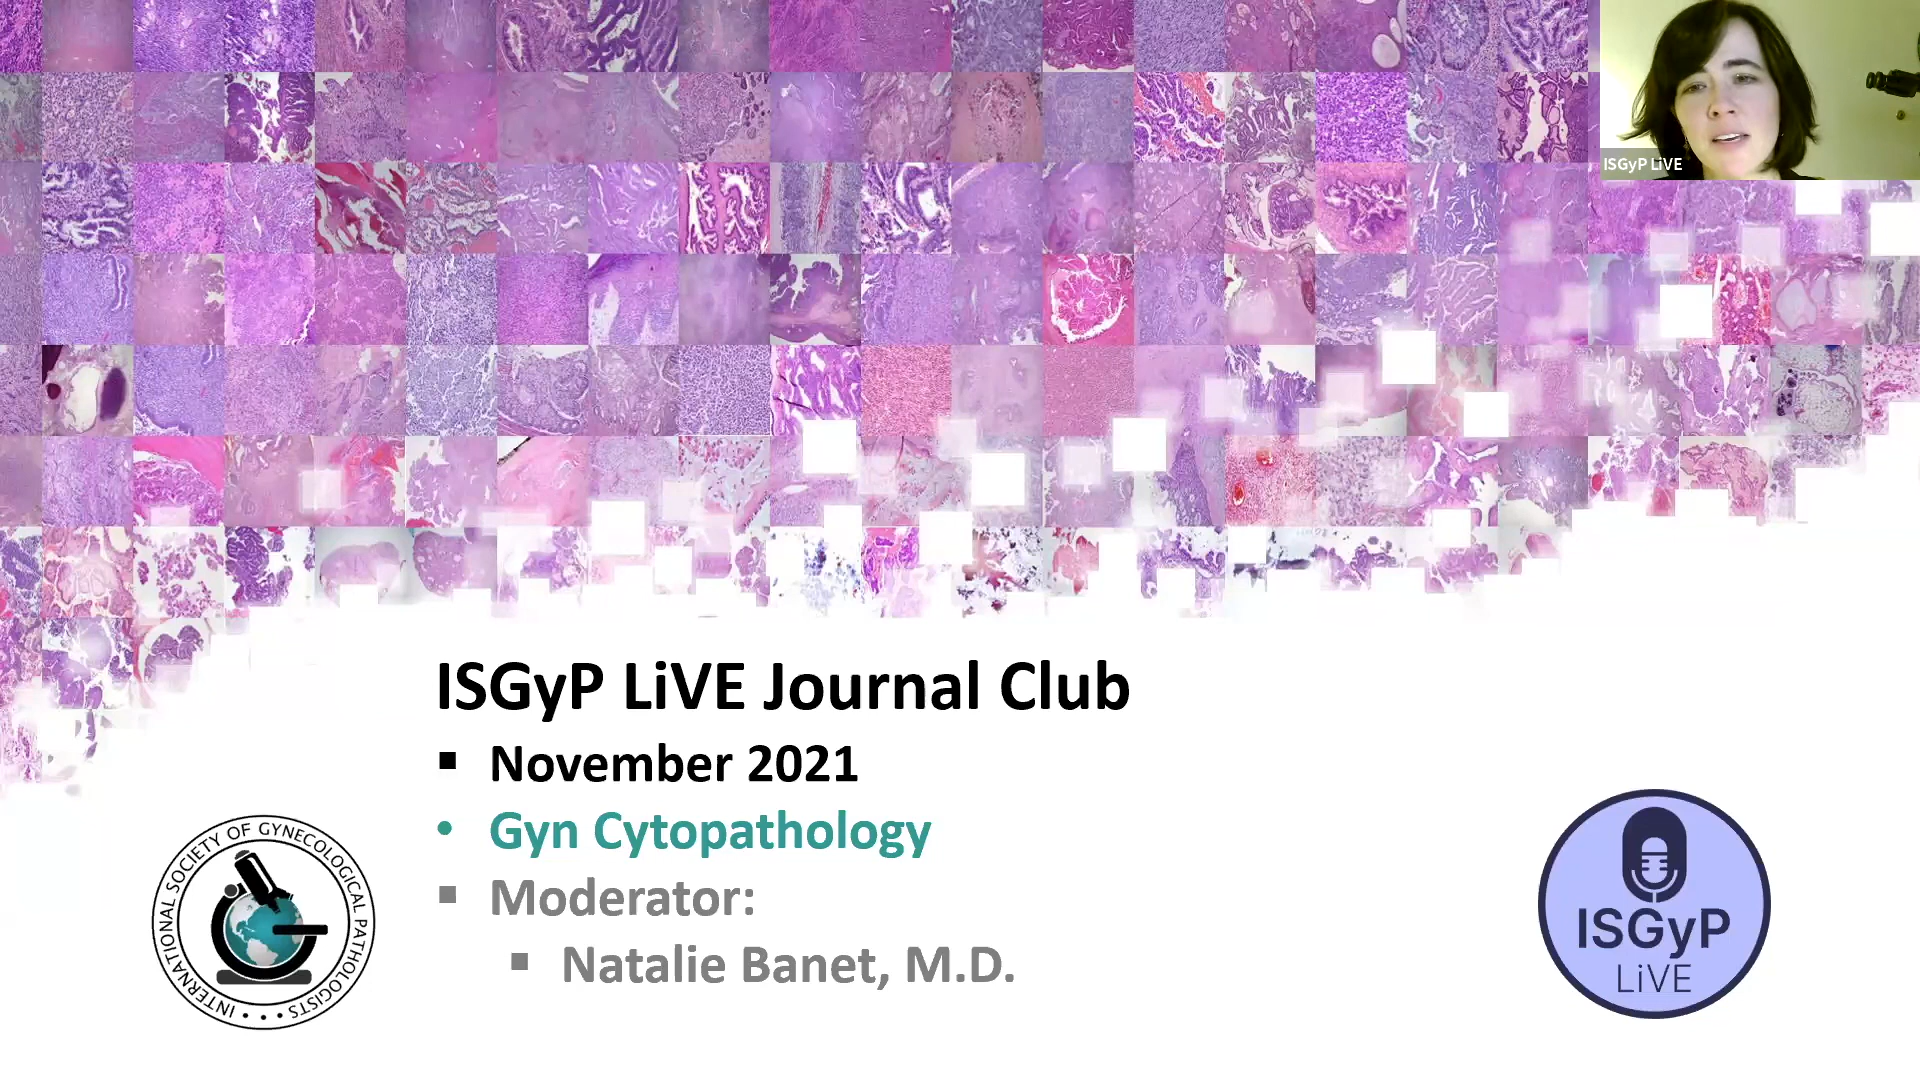 ISGyP LiVE
ISGyP LiVE Journal Club
November 2021
Gyn Cytopathology
Moderator:
Natalie Banet, M.D.
INTERNATIONAL SOCIETY OF GYNECOLOGICAL PATHOLOGISTS
ISGyP
LiVE